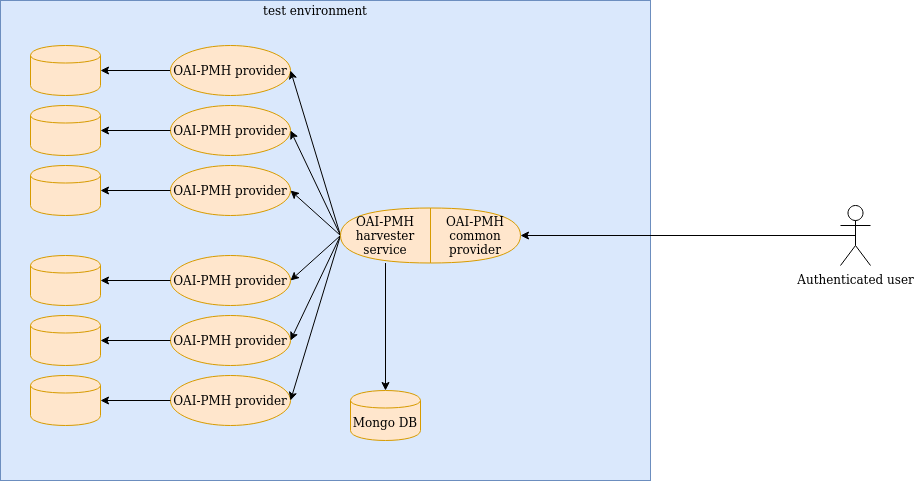 test environment
OAI-PMH provider
OAI-PMH provider
OAI-PMH provider
OAI-PMH
harvester
service
OAI-PMH
common
provider
Authenticated user
OAI-PMH provider
OAI-PMH provider
OAI-PMH provider
Mongo DB